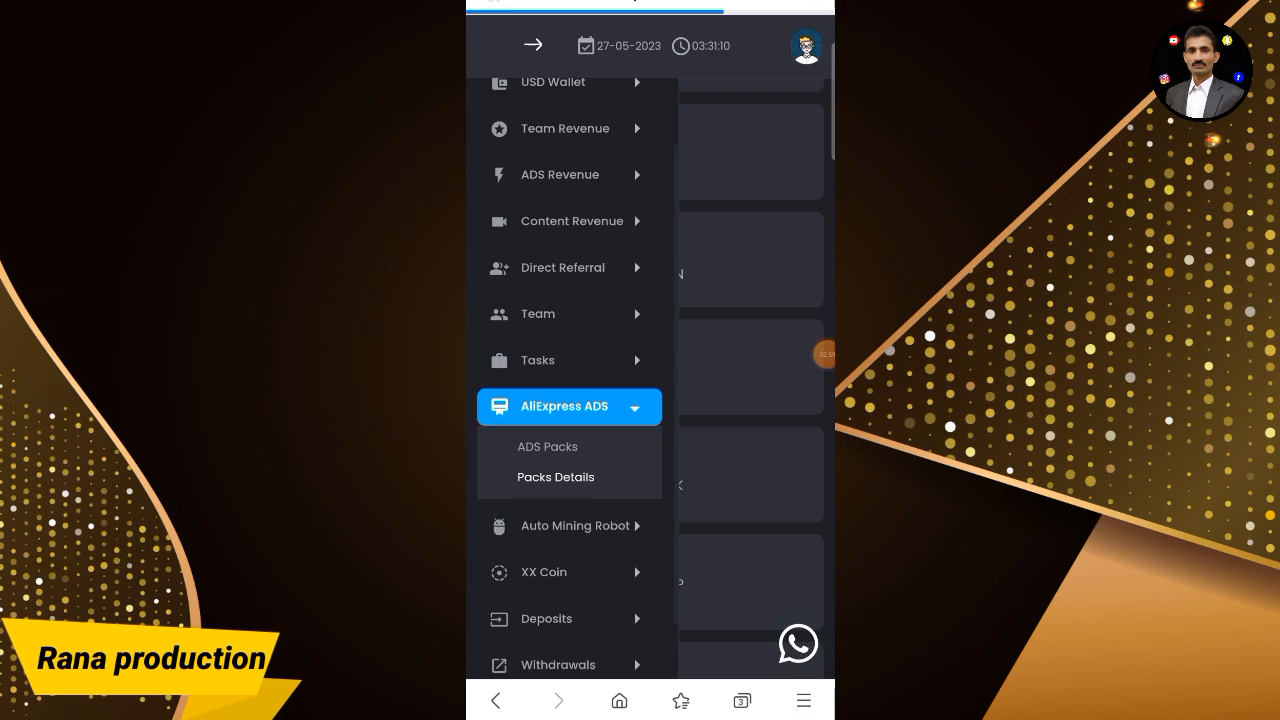 27-05-2023 03:31:10
USD Wallet
Team Revenue
ADS Revenue
Content Revenue
Direct Referral
Team
Tasks
AliExpress ADS
ADS Packs
Packs Details
Auto Mining Robot
XX Coin
Deposits
Withdrawals
3
Rana production